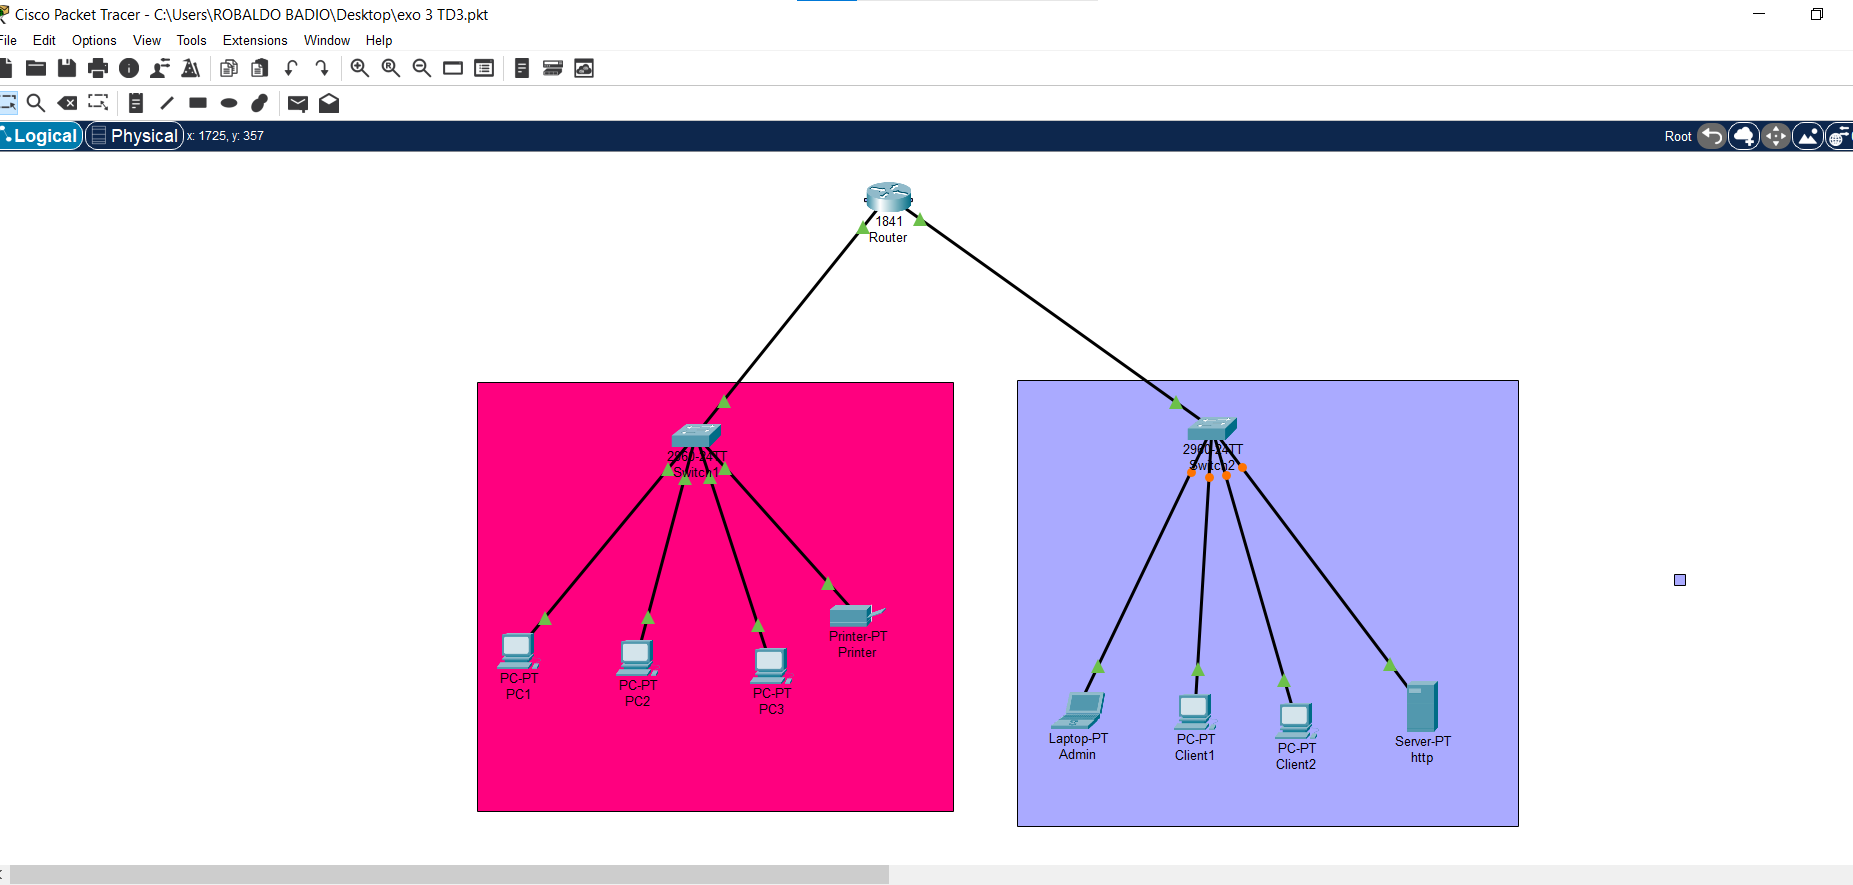 Cisco Packet Tracer - C:\Users\ROBALDO BADIO\Desktop\exo 3 TD3.pkt
File Edit Options View Tools Extensions Window Help
Logical Physical x: 1725, y: 357 Root
1841
Router
2960-24TT
Switch1
2960-24TT
Switch2
Printer-PT
Printer
PC-PT
PC1
PC-PT
PC2
PC-PT
PC3
Laptop-PT
Admin
PC-PT
Client1
PC-PT
Client2
Server-PT
http